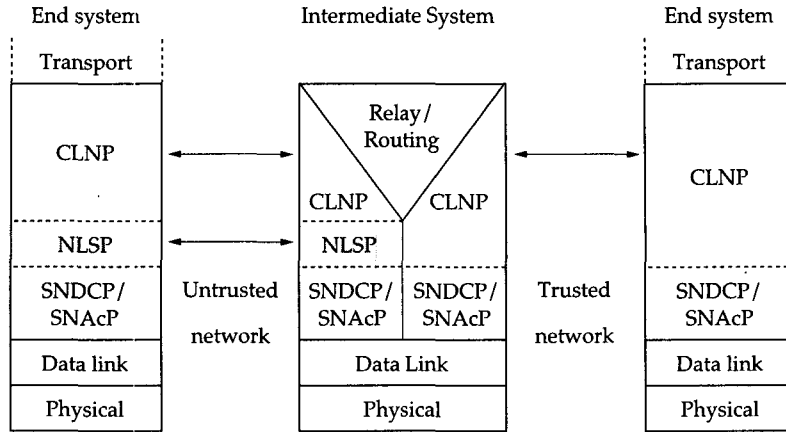 End system
Intermediate System
End system
Transport
Transport
Relay/
Routing
CLNP
CLNP
CLNP
CLNP
NLSP
NLSP
SNDCP/
SNAcP
Untrusted
network
SNDCP/
SNAcP
SNDCP/
SNAcP
Trusted
network
SNDCP/
SNAcP
Data link
Data Link
Data link
Physical
Physical
Physical